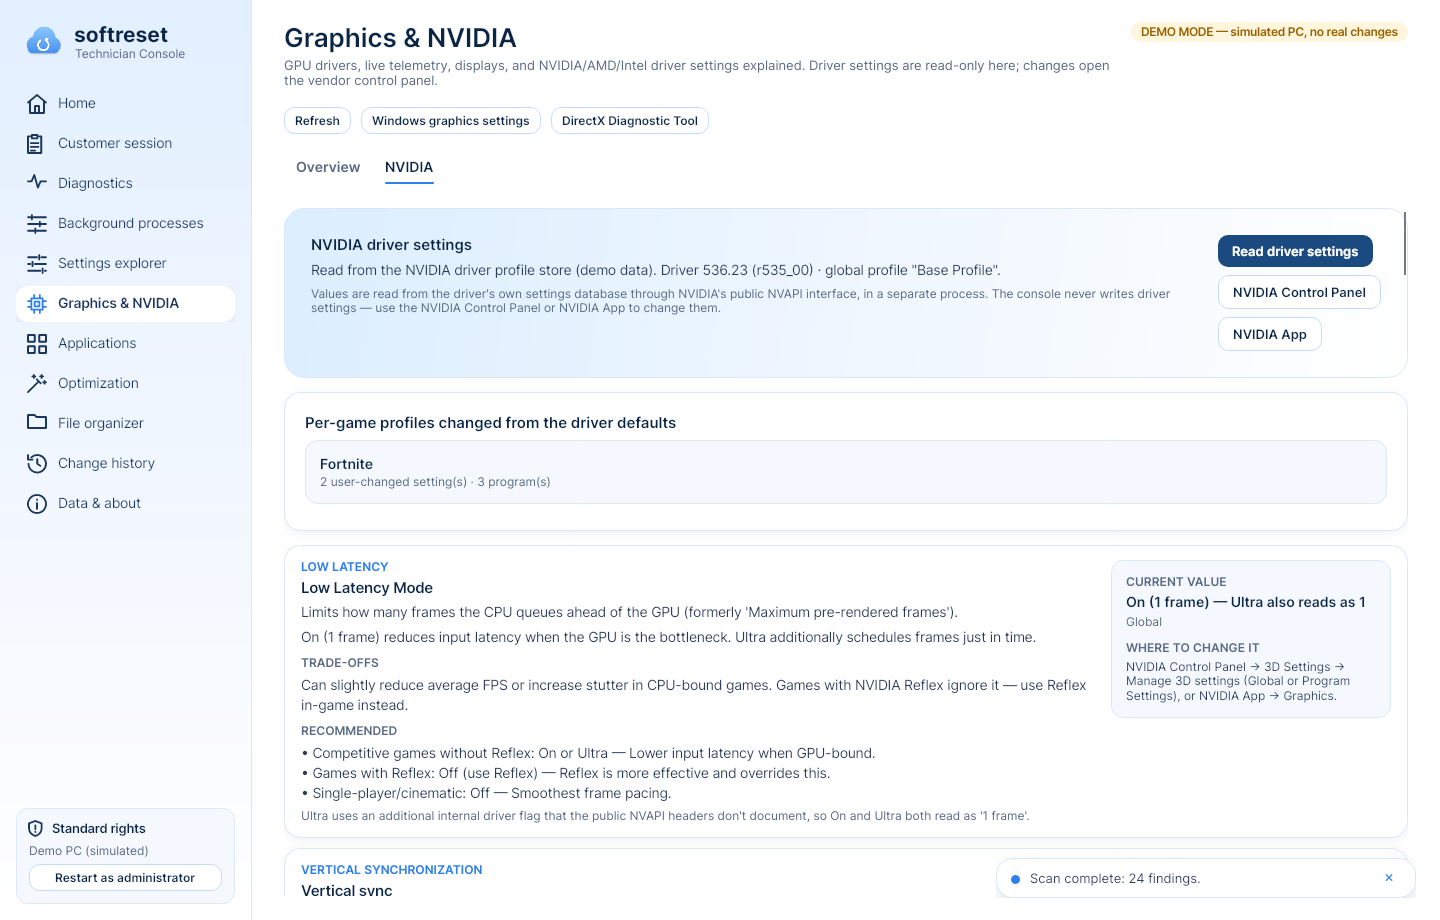 softreset
Technician Console
Home
Customer session
Diagnostics
Background processes
Settings explorer
Graphics & NVIDIA
Applications
Optimization
File organizer
Change history
Data & about
Standard rights
Demo PC (simulated)
Restart as administrator
Graphics & NVIDIA
DEMO MODE — simulated PC, no real changes
GPU drivers, live telemetry, displays, and NVIDIA/AMD/Intel driver settings explained. Driver settings are read-only here; changes open
the vendor control panel.
Refresh
Windows graphics settings
DirectX Diagnostic Tool
Overview
NVIDIA
NVIDIA driver settings
Read from the NVIDIA driver profile store (demo data). Driver 536.23 (r535_00) · global profile "Base Profile".
Values are read from the driver's own settings database through NVIDIA's public NVAPI interface, in a separate process. The console never writes driver
settings — use the NVIDIA Control Panel or NVIDIA App to change them.
Read driver settings
NVIDIA Control Panel
NVIDIA App
Per-game profiles changed from the driver defaults
Fortnite
2 user-changed setting(s) · 3 program(s)
LOW LATENCY
Low Latency Mode
Limits how many frames the CPU queues ahead of the GPU (formerly 'Maximum pre-rendered frames').
On (1 frame) reduces input latency when the GPU is the bottleneck. Ultra additionally schedules frames just in time.
TRADE-OFFS
Can slightly reduce average FPS or increase stutter in CPU-bound games. Games with NVIDIA Reflex ignore it — use Reflex
in-game instead.
RECOMMENDED
• Competitive games without Reflex: On or Ultra — Lower input latency when GPU-bound.
• Games with Reflex: Off (use Reflex) — Reflex is more effective and overrides this.
• Single-player/cinematic: Off — Smoothest frame pacing.
Ultra uses an additional internal driver flag that the public NVAPI headers don't document, so On and Ultra both read as '1 frame'.
CURRENT VALUE
On (1 frame) — Ultra also reads as 1
Global
WHERE TO CHANGE IT
NVIDIA Control Panel → 3D Settings →
Manage 3D settings (Global or Program
Settings), or NVIDIA App → Graphics.
VERTICAL SYNCHRONIZATION
Vertical sync
Scan complete: 24 findings.
×